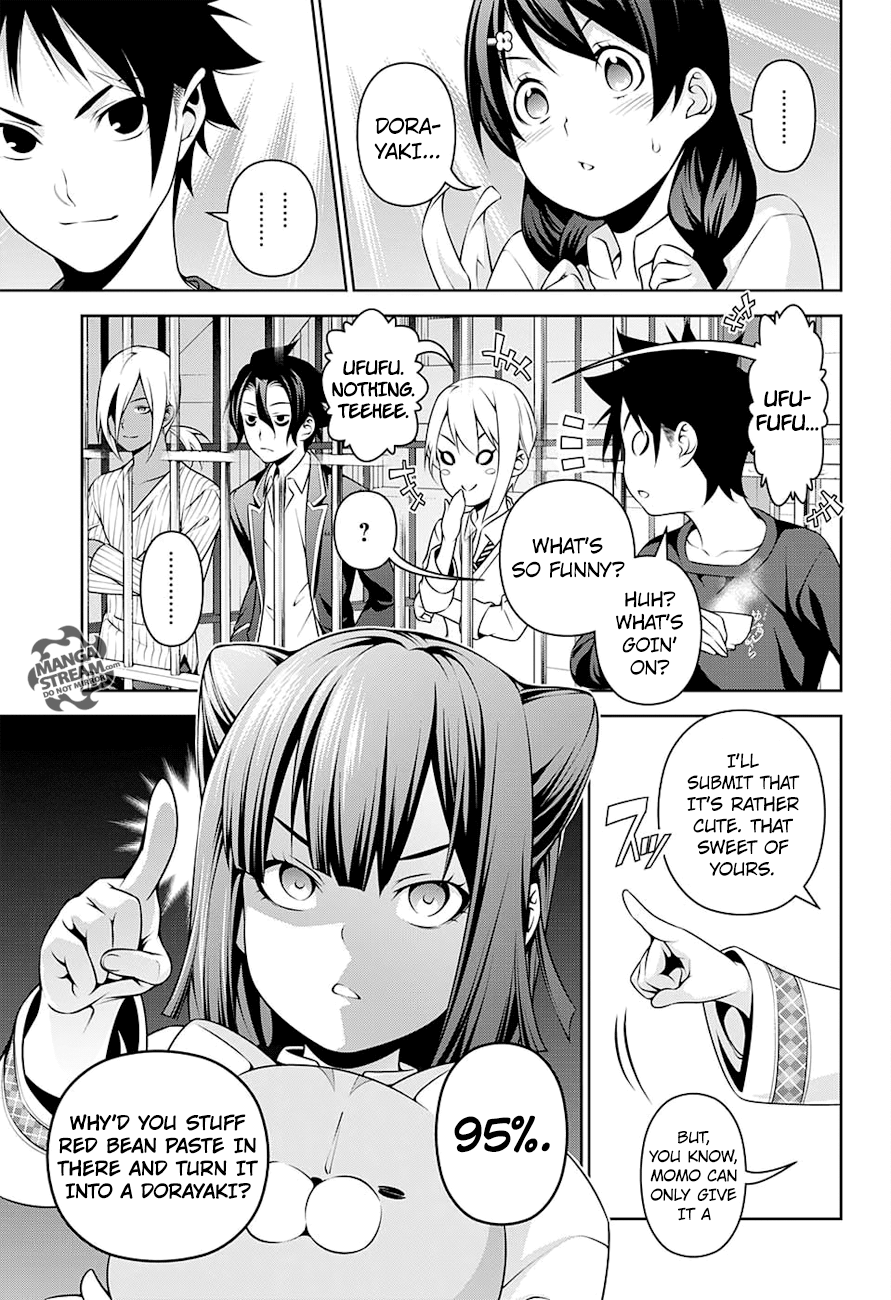 .........
DORA-
YAKI...
.........
UFU-
FUFU...
UFUFU.
NOTHING.
TEEHEE.
WHAT'S
SO FUNNY?
HUH?
WHAT'S
GOIN'
ON?
?
.........
MANGA
STREAM.com
DO NOT MIRROR
I'LL
SUBMIT THAT
IT'S RATHER
CUTE. THAT
SWEET OF
YOURS.
スッ
BUT,
YOU KNOW,
MOMO CAN
ONLY GIVE
IT A
95%.
WHY'D YOU STUFF
RED BEAN PASTE IN
THERE AND TURN IT
INTO A DORAYAKI?